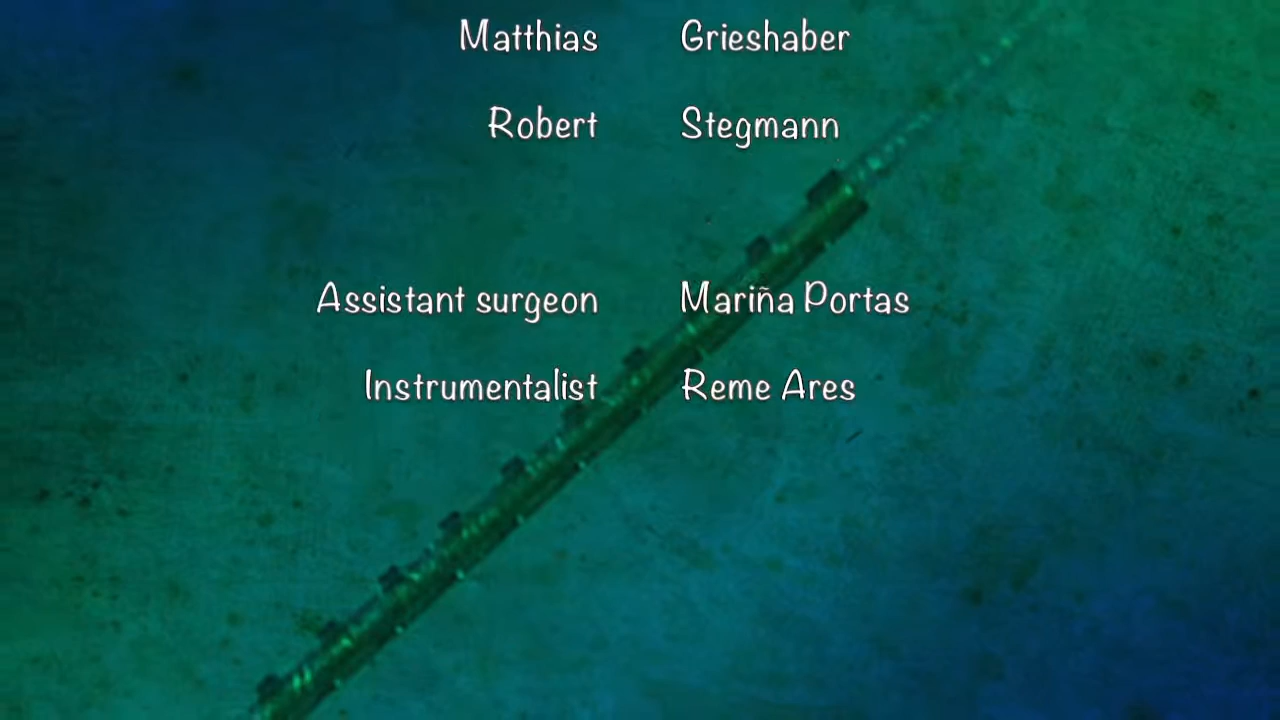 Matthias Grieshaber
Robert Stegmann
Assistant surgeon Mariña Portas
Instrumentalist Reme Ares